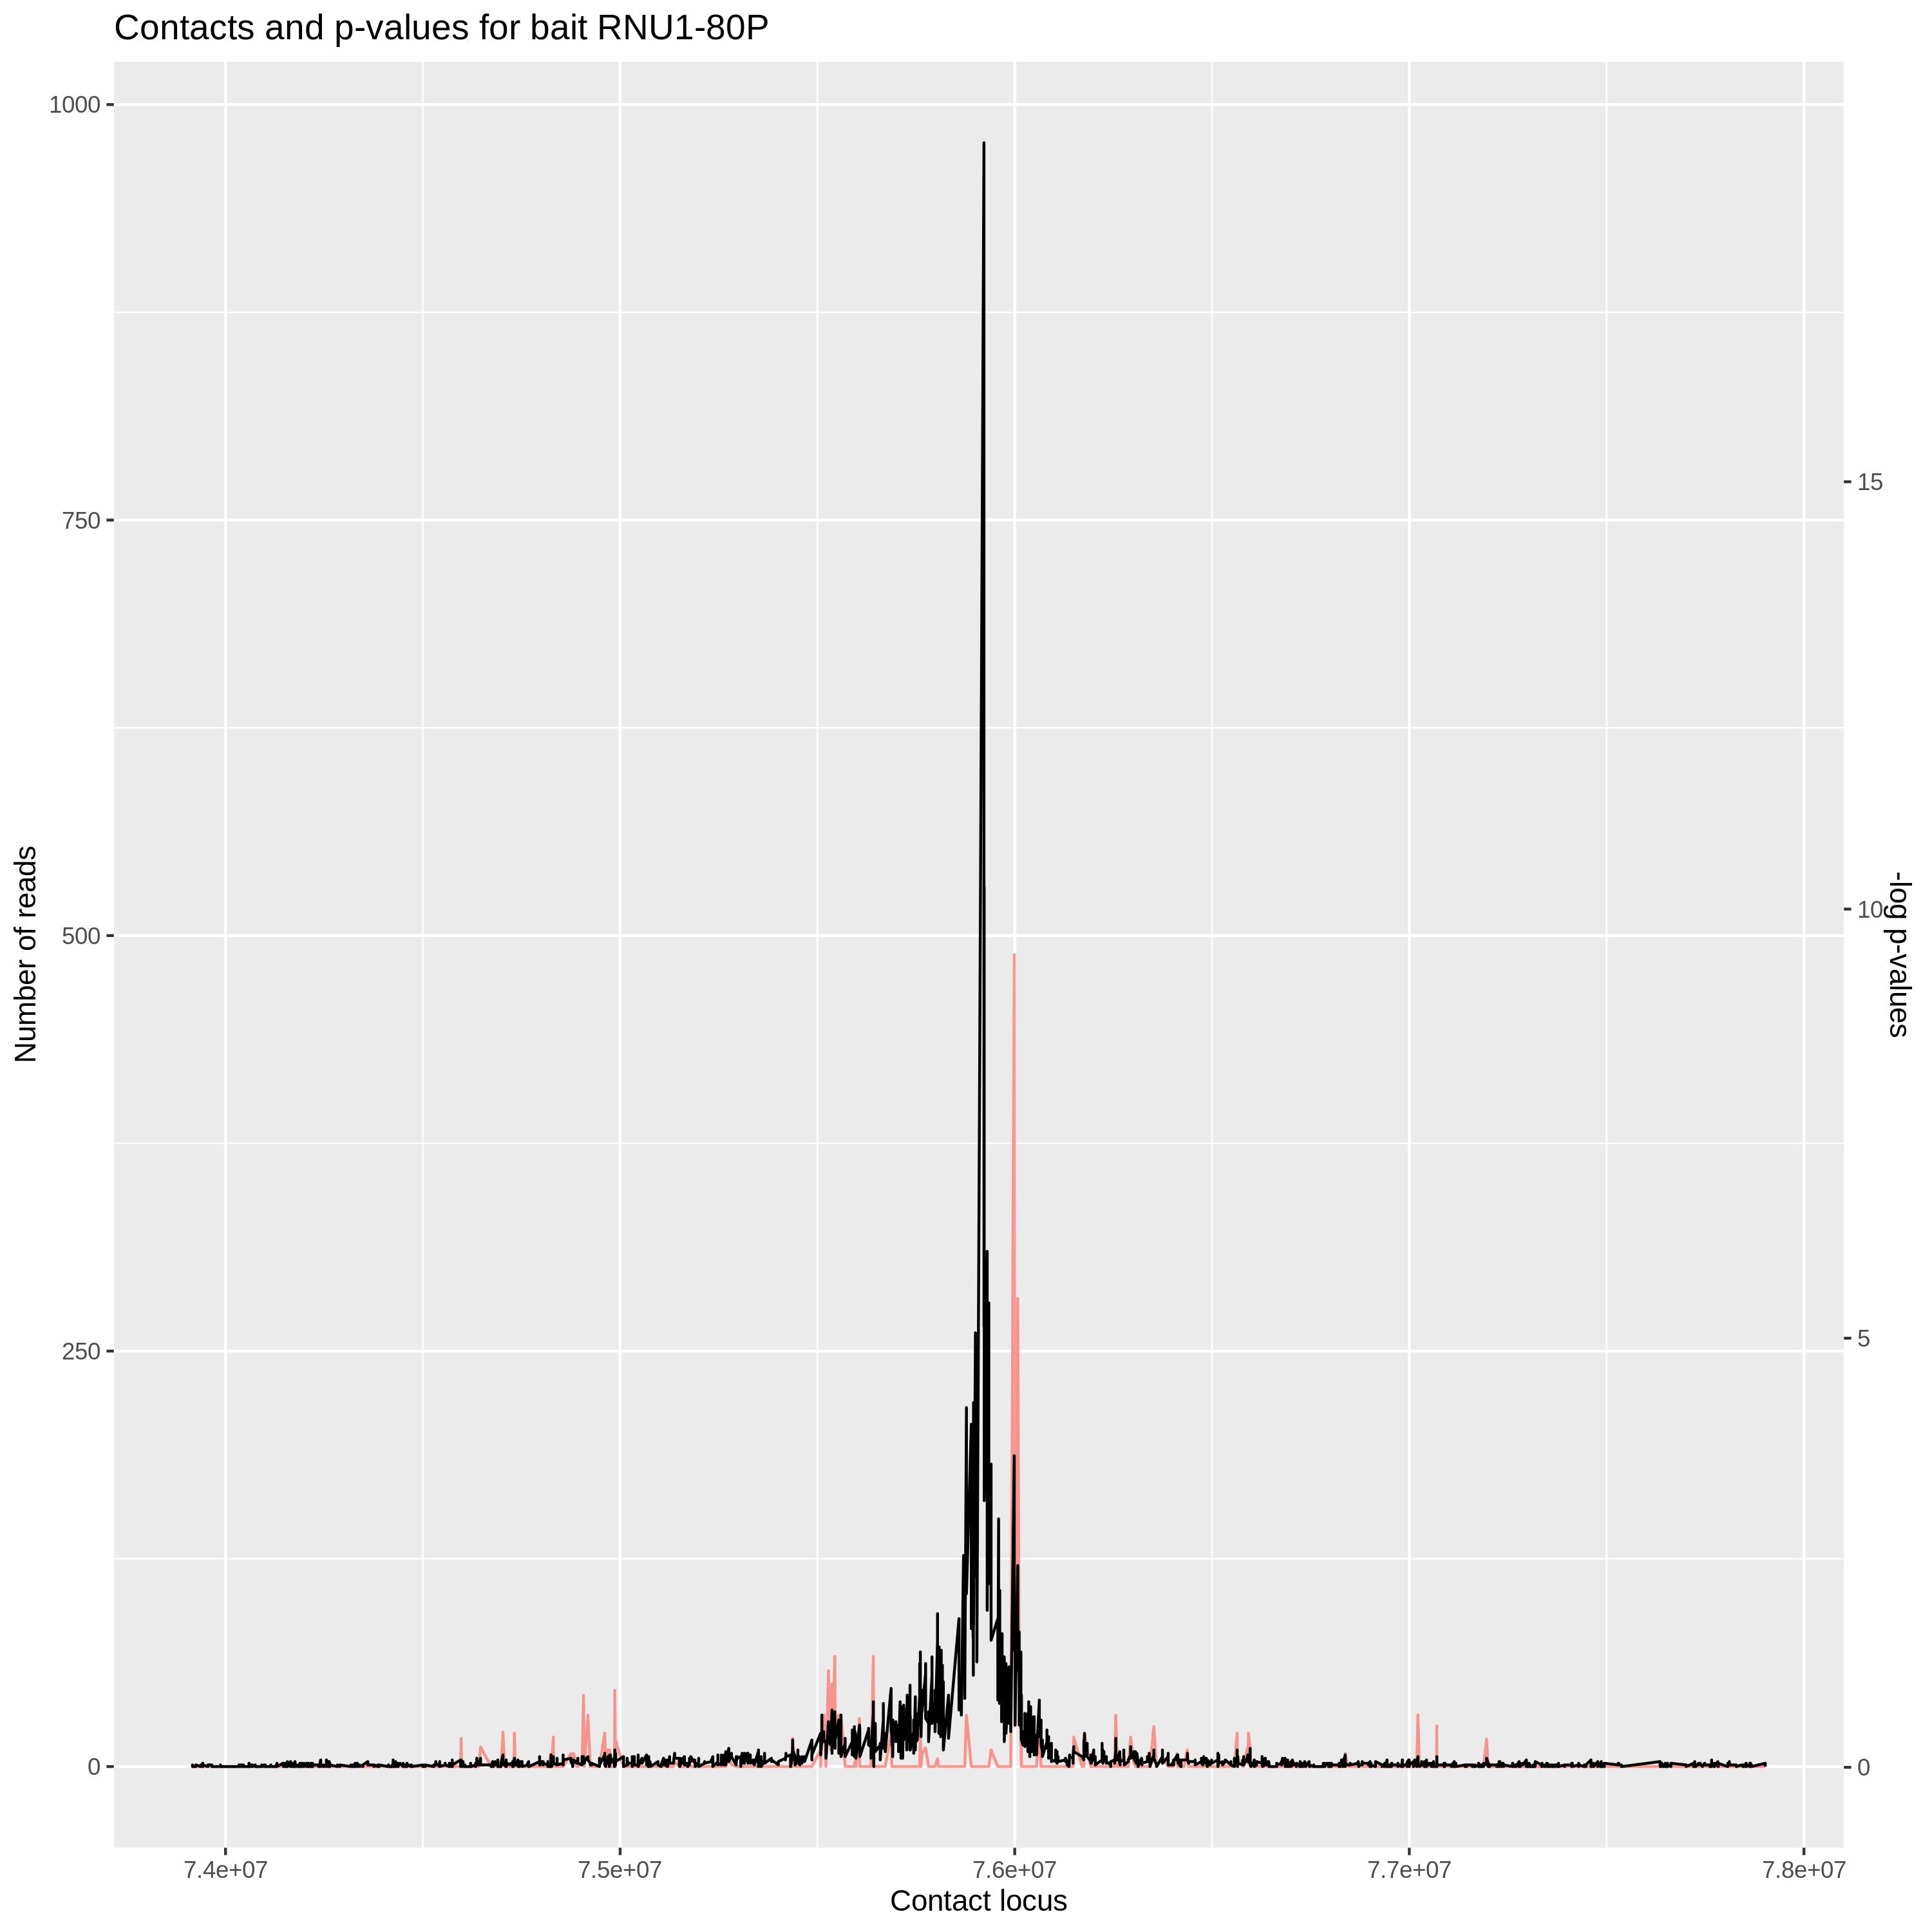 Contacts and p-values for bait RNU1-80P
1000
750
500
250
0
15
10
5
0
7.4e+07
7.5e+07
7.6e+07
7.7e+07
7.8e+07
Contact locus
Number of reads
-log p-values